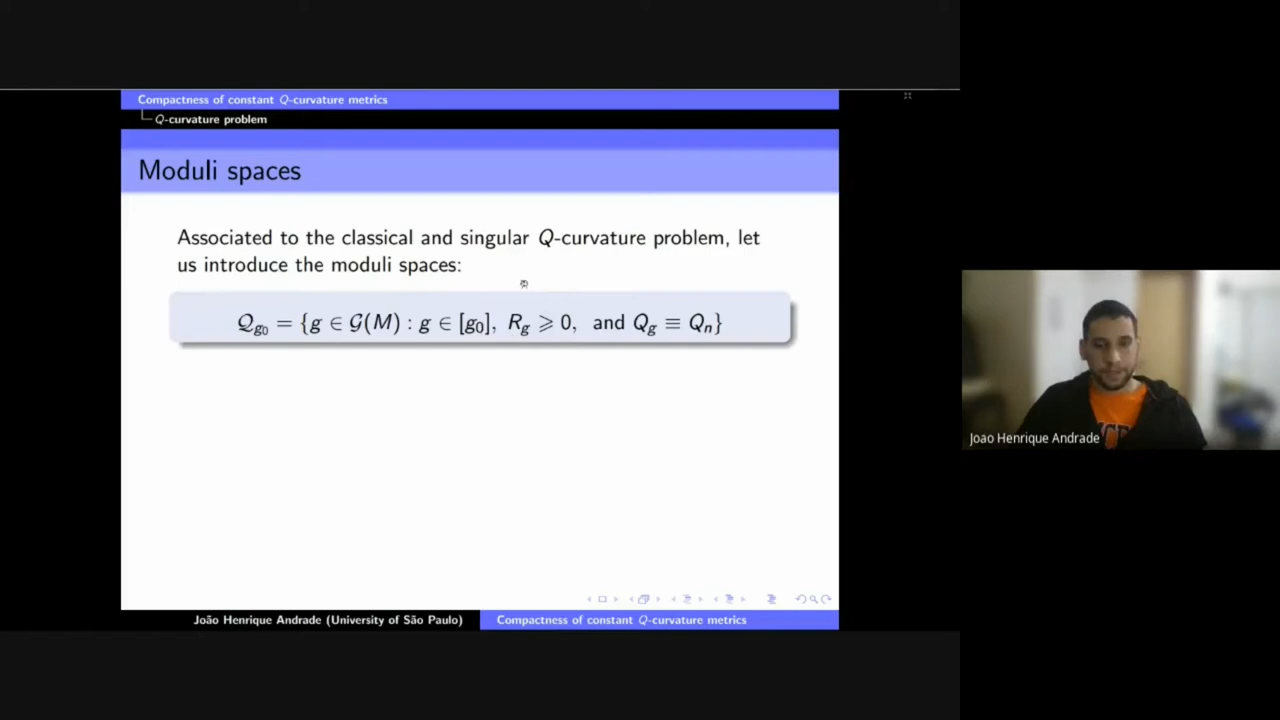 Compactness of constant Q-curvature metrics
Q-curvature problem
Moduli spaces
Associated to the classical and singular Q-curvature problem, let
us introduce the moduli spaces:
𝒬_{g_0} = {g ∈ 𝒢(M) : g ∈ [g_0], R_g ⩾ 0, and Q_g ≡ Q_n}
Joao Henrique Andrade
João Henrique Andrade (University of São Paulo)
Compactness of constant Q-curvature metrics